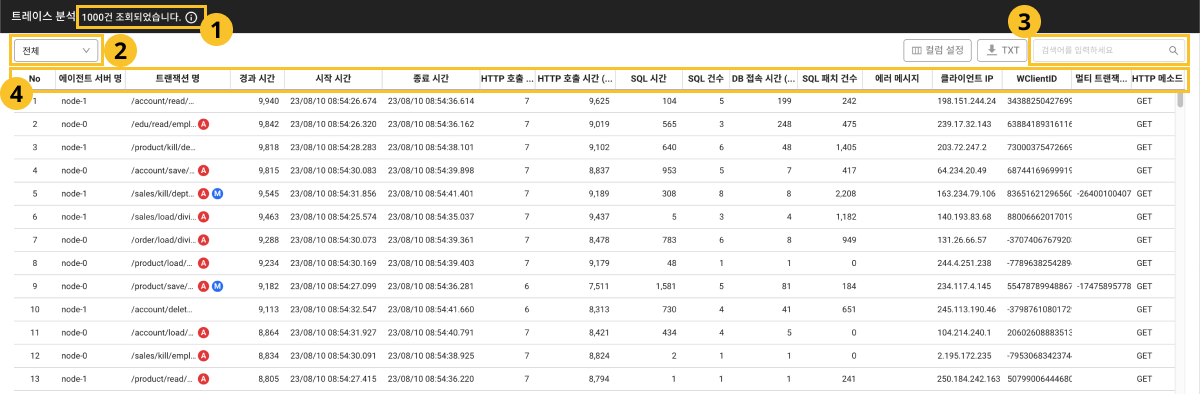 트레이스 분석 1000건 조회되었습니다.
1
2
3
전체
컬럼 설정 TXT 검색어를 입력하세요
4
No 에이전트 서버 명 트랜잭션 명 경과 시간 시작 시간 종료 시간 HTTP 호출 ... HTTP 호출 시간 (... SQL 시간 SQL 건수 DB 접속 시간 (... SQL 패치 건수 에러 메시지 클라이언트 IP WClientID 멀티 트랜잭... HTTP 메소드
1 node-1 /account/read/... 9,940 23/08/10 08:54:26.674 23/08/10 08:54:36.614 7 9,625 104 5 199 242 198.151.244.24 34388250427699 GET
2 node-0 /edu/read/empl... A 9,842 23/08/10 08:54:26.320 23/08/10 08:54:36.162 7 9,019 565 3 248 475 239.17.32.143 63884189316116 GET
3 node-1 /product/kill/de... 9,818 23/08/10 08:54:28.283 23/08/10 08:54:38.101 7 9,102 640 6 48 1,405 203.72.247.2 73000375472669 GET
4 node-0 /account/save/... A 9,815 23/08/10 08:54:30.083 23/08/10 08:54:39.898 7 8,837 953 5 7 417 64.234.20.49 68744169699919 GET
5 node-1 /sales/kill/dept... A M 9,545 23/08/10 08:54:31.856 23/08/10 08:54:41.401 7 9,189 308 8 8 2,208 163.234.79.106 83651621296560 -26400100407 GET
6 node-1 /sales/load/divi... A 9,463 23/08/10 08:54:25.574 23/08/10 08:54:35.037 7 9,437 5 3 4 1,182 140.193.83.68 88006662017019 GET
7 node-0 /order/load/divi... A 9,288 23/08/10 08:54:30.073 23/08/10 08:54:39.361 7 8,478 783 6 8 949 131.26.66.57 -3707406767920 GET
8 node-0 /product/load/... A 9,234 23/08/10 08:54:30.169 23/08/10 08:54:39.403 7 9,179 48 1 1 0 244.4.251.238 -7789638254289 GET
9 node-0 /product/save/... A M 9,182 23/08/10 08:54:27.099 23/08/10 08:54:36.281 6 7,511 1,581 5 81 184 234.117.4.145 55478789948867 -17475895778 GET
10 node-1 /account/delet... 9,113 23/08/10 08:54:32.547 23/08/10 08:54:41.660 6 8,313 730 4 41 651 245.113.190.46 -3798761080172 GET
11 node-0 /account/load/... A 8,864 23/08/10 08:54:31.927 23/08/10 08:54:40.791 7 8,421 434 4 5 0 104.214.240.1 20602608883513 GET
12 node-0 /sales/kill/empl... A 8,834 23/08/10 08:54:30.091 23/08/10 08:54:38.925 7 8,824 2 1 1 0 2.195.172.235 -7953068342374 GET
13 node-1 /product/read/... A 8,805 23/08/10 08:54:27.415 23/08/10 08:54:36.220 7 8,794 1 1 1 241 250.184.242.163 50799006444680 GET